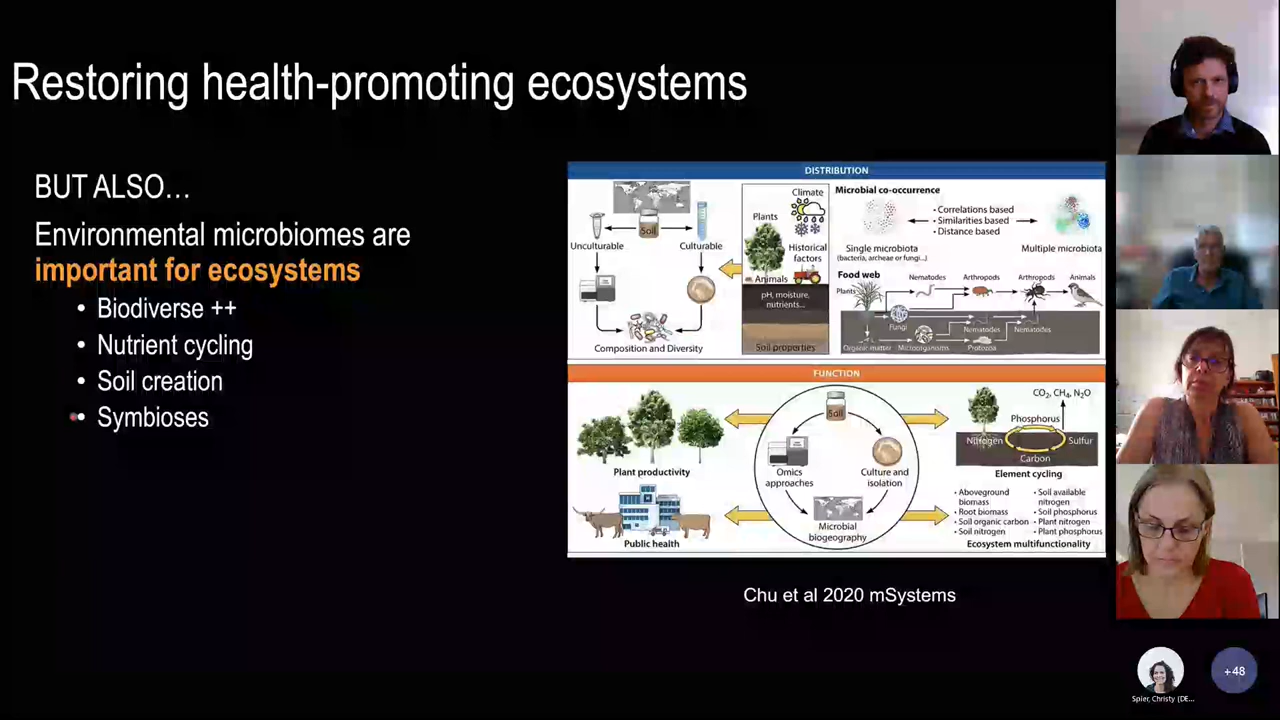 Restoring health-promoting ecosystems
BUT ALSO…
Environmental microbiomes are
important for ecosystems
• Biodiverse ++
• Nutrient cycling
• Soil creation
• Symbioses
DISTRIBUTION
Soil
Unculturable
Culturable
Composition and Diversity
Climate
Plants
Historical
factors
Animals
pH, moisture,
nutrients...
Soil properties
Microbial co-occurrence
• Correlations based
• Similarities based
• Distance based
Single microbiota
(bacteria, archeae or fungi...)
Multiple microbiota
Food web
Nematodes
Arthropods
Arthropods
Animals
Plants
Fungi
Nematodes
Nematodes
Organic matter
Microorganisms
Protozoa
FUNCTION
Plant productivity
Public health
Soil
Omics
approaches
Culture and
isolation
Microbial
biogeography
CO₂, CH₄, N₂O
Phosphorus
Nitrogen
Sulfur
Carbon
Element cycling
• Aboveground
biomass
• Root biomass
• Soil organic carbon
• Soil nitrogen
• Soil available
nitrogen
• Soil phosphorus
• Plant nitrogen
• Plant phosphorus
Ecosystem multifunctionality
Chu et al 2020 mSystems
+48
Spier, Christy (DE...